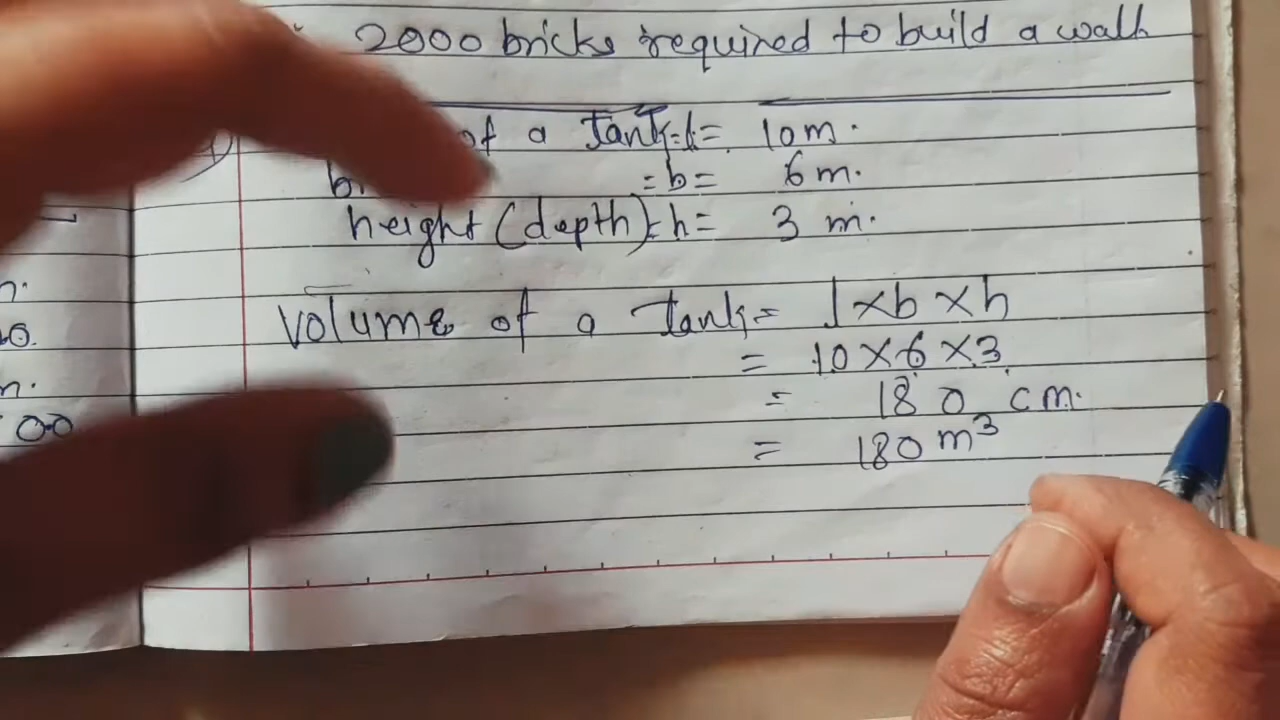 2000 bricks required to build a wall
of a Tank = l = 10 m.
= b = 6 m.
height (depth) = h = 3 m.
Volume of a Tank = l × b × h
= 10 × 6 × 3
= 180 cm.
= 180 m³
n.
n.
00